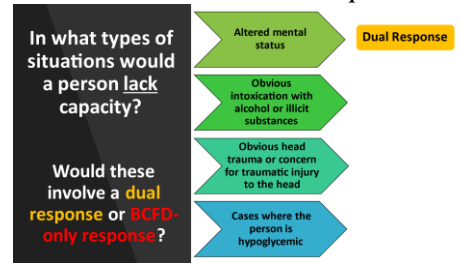 In what types of
situations would
a person lack
capacity?
Would these
involve a dual
response or BCFD-
only response?
Altered mental
status
Dual Response
Obvious
intoxication with
alcohol or illicit
substances
Obvious head
trauma or concern
for traumatic injury
to the head
Cases where the
person is
hypoglycemic